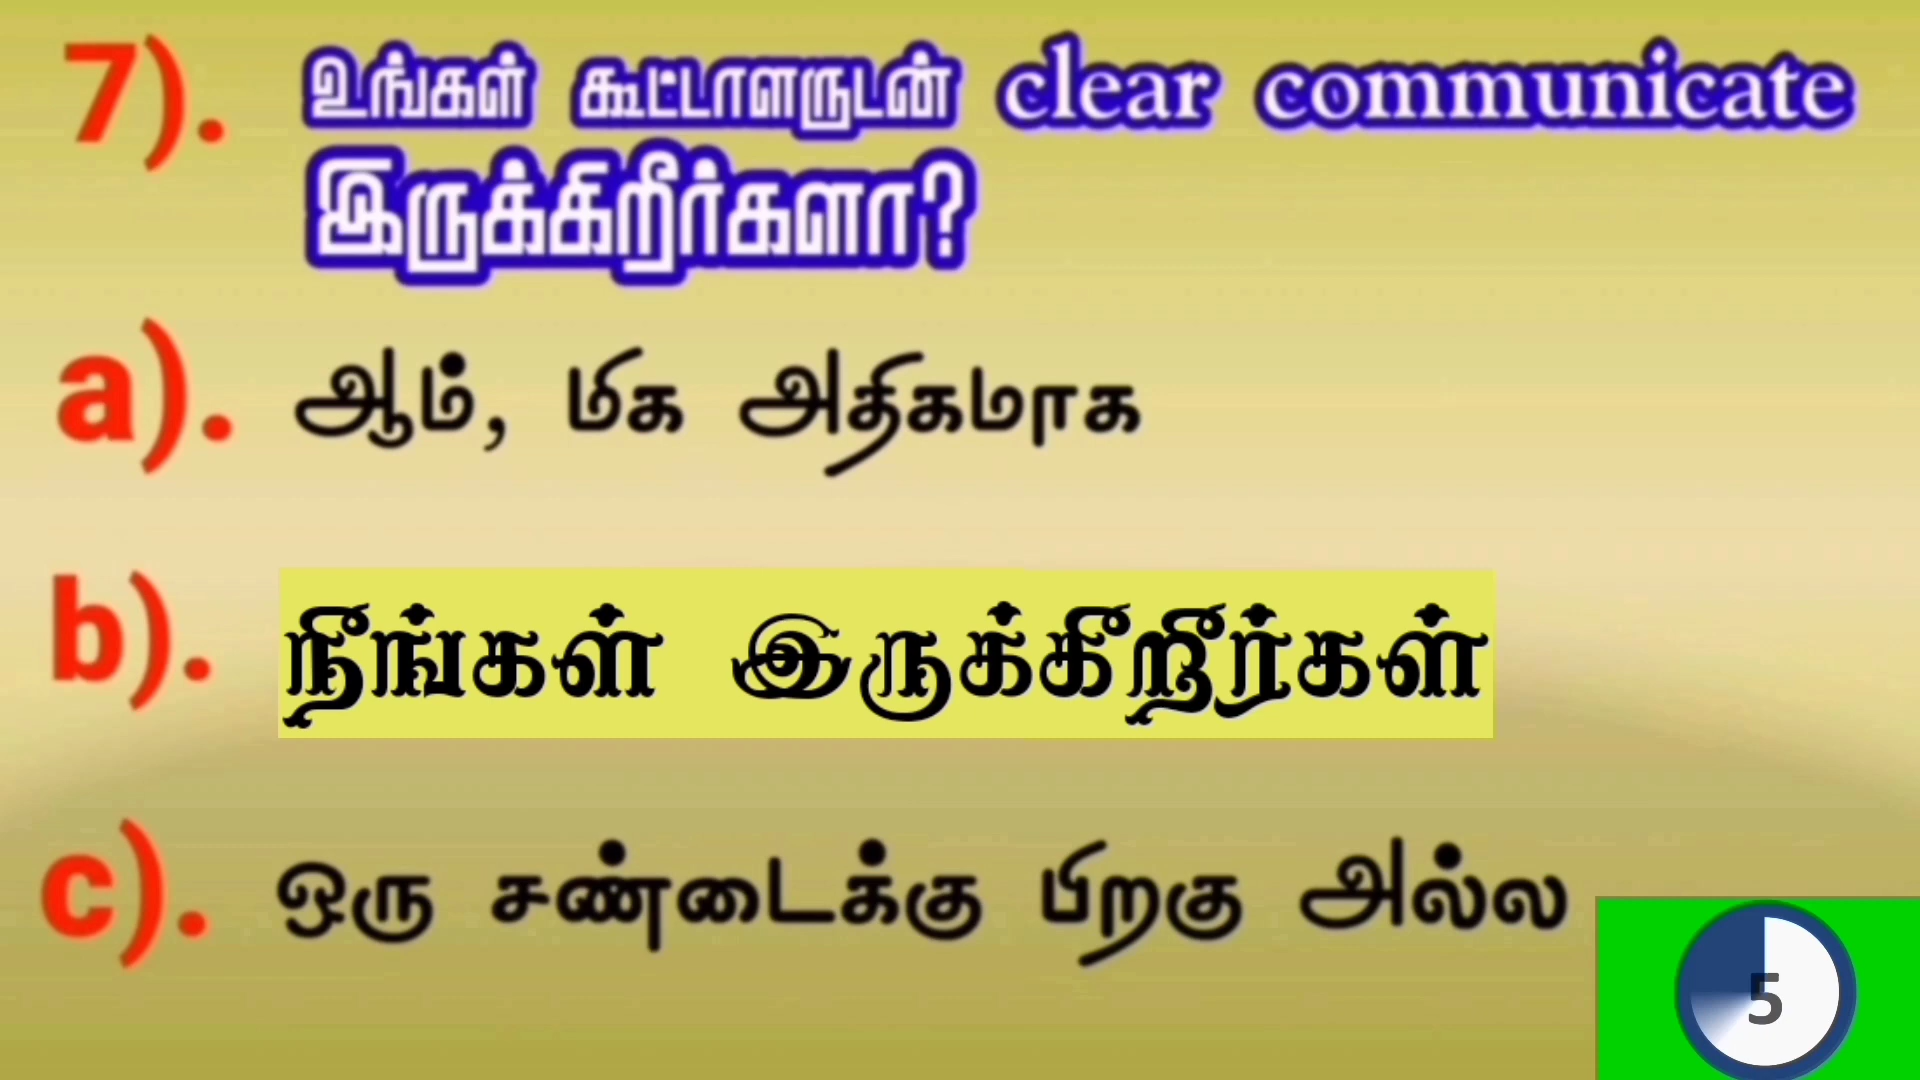 7). உங்கள் கூட்டாளருடன் clear communicate
இருக்கிறீர்களா?
a). ஆம், மிக அதிகமாக
b). நீங்கள் இருக்கீறீர்கள்
c). ஒரு சண்டைக்கு பிறகு அல்ல
5